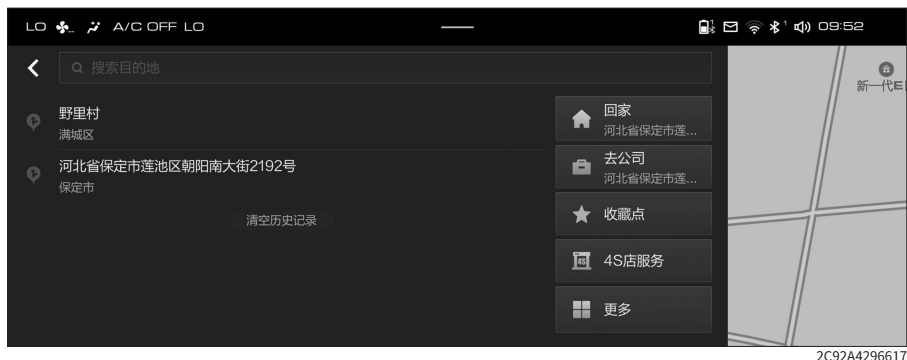 LO A/C OFF LO 1 1 09:52
搜索目的地
野里村
满城区
河北省保定市莲池区朝阳南大街2192号
保定市
清空历史记录
回家
河北省保定市莲...
去公司
河北省保定市莲...
收藏点
4S
4S店服务
更多
新一代E
2C92A4296617